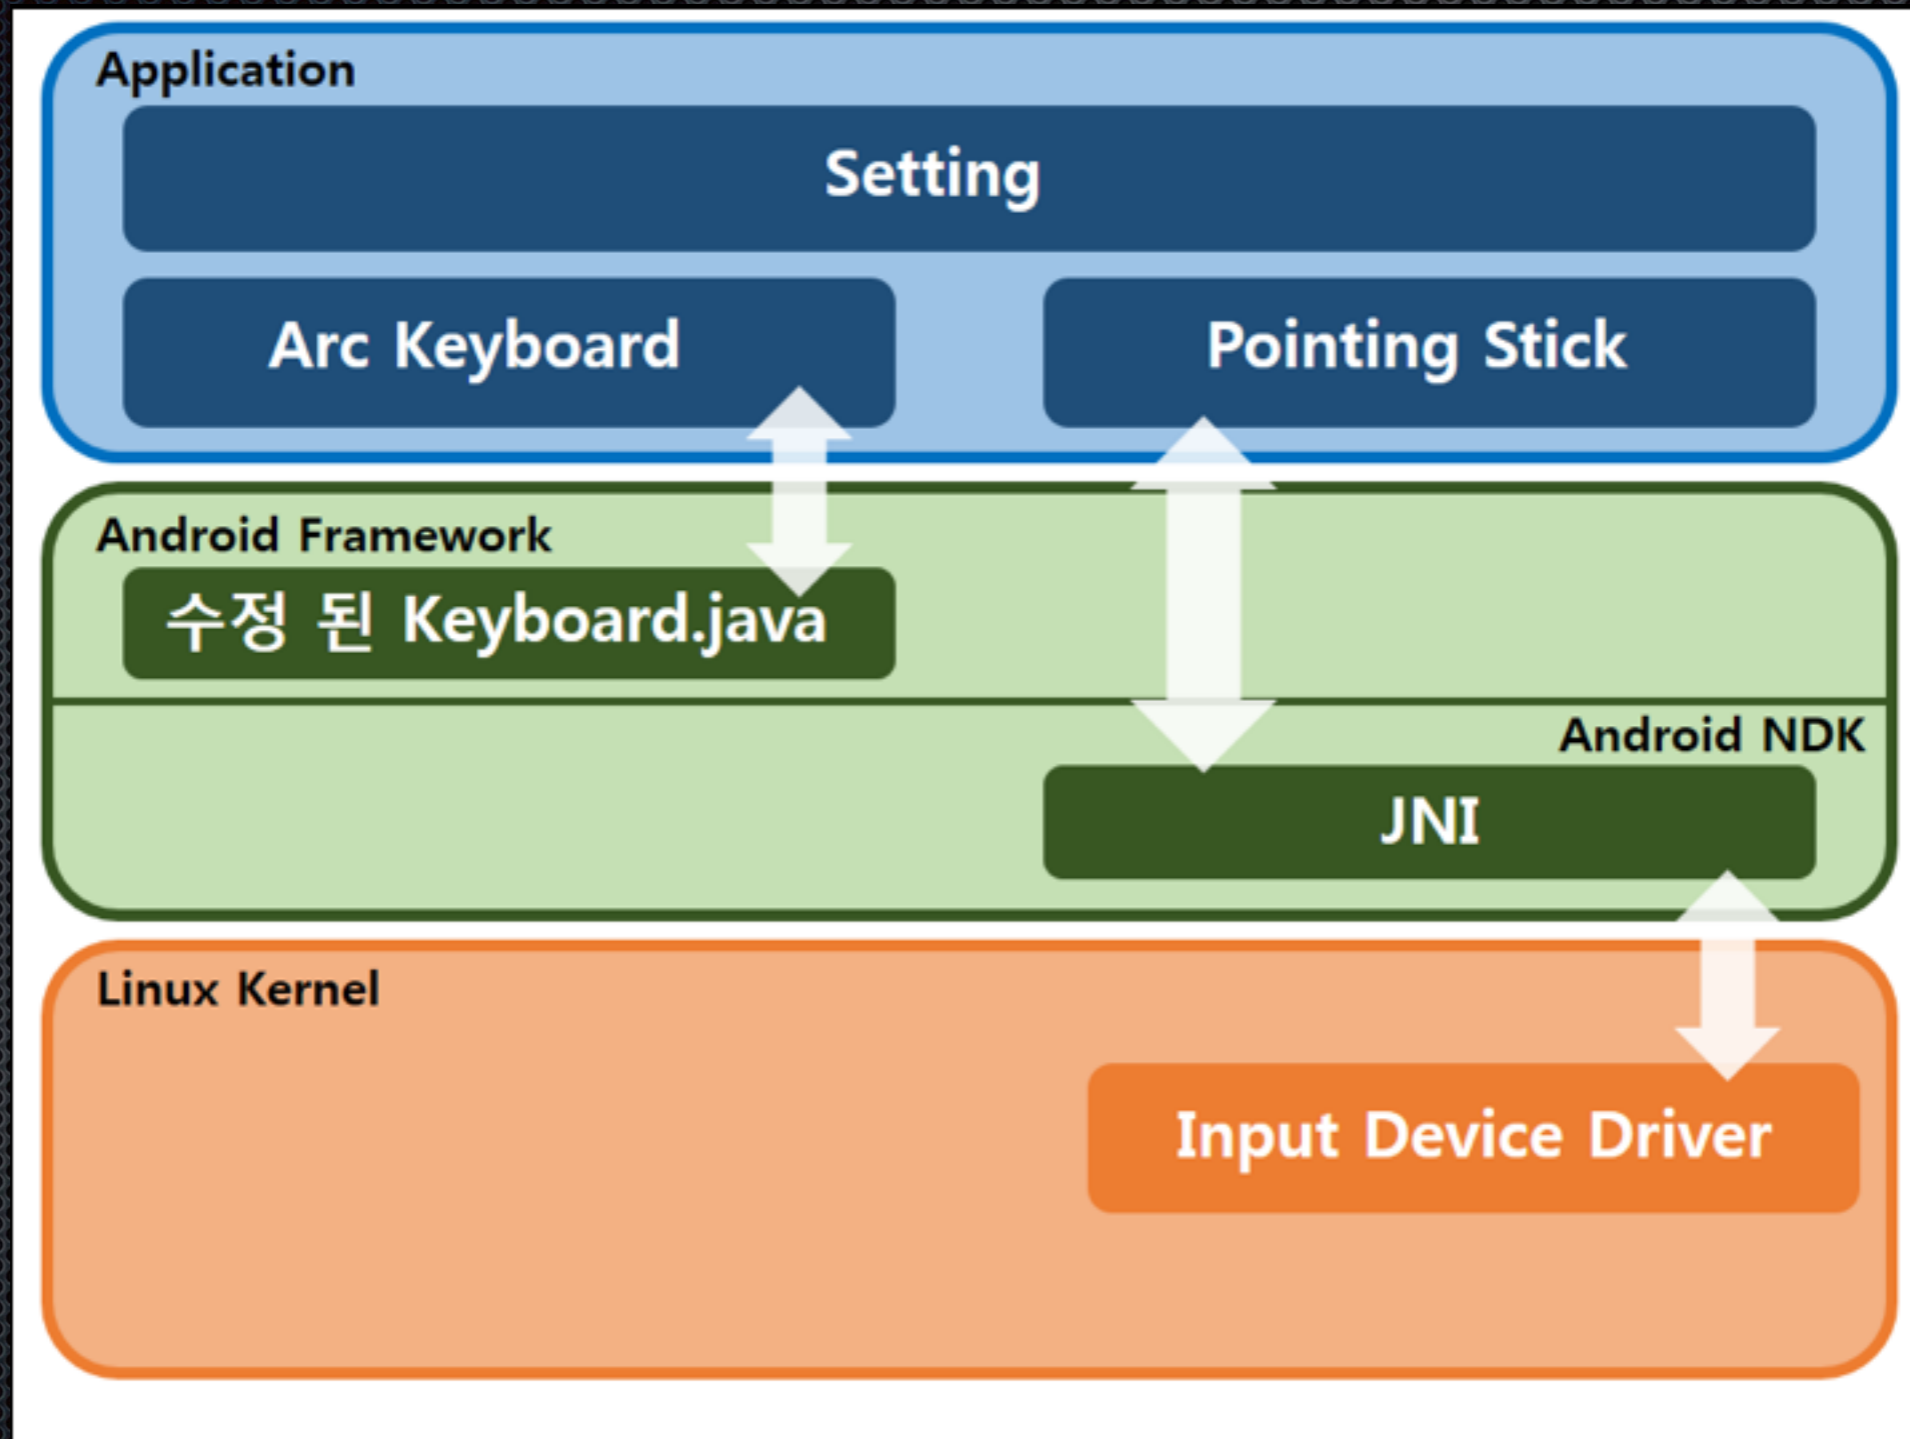 Application
Setting
Arc Keyboard
Pointing Stick
Android Framework
수정 된 Keyboard.java
Android NDK
JNI
Linux Kernel
Input Device Driver